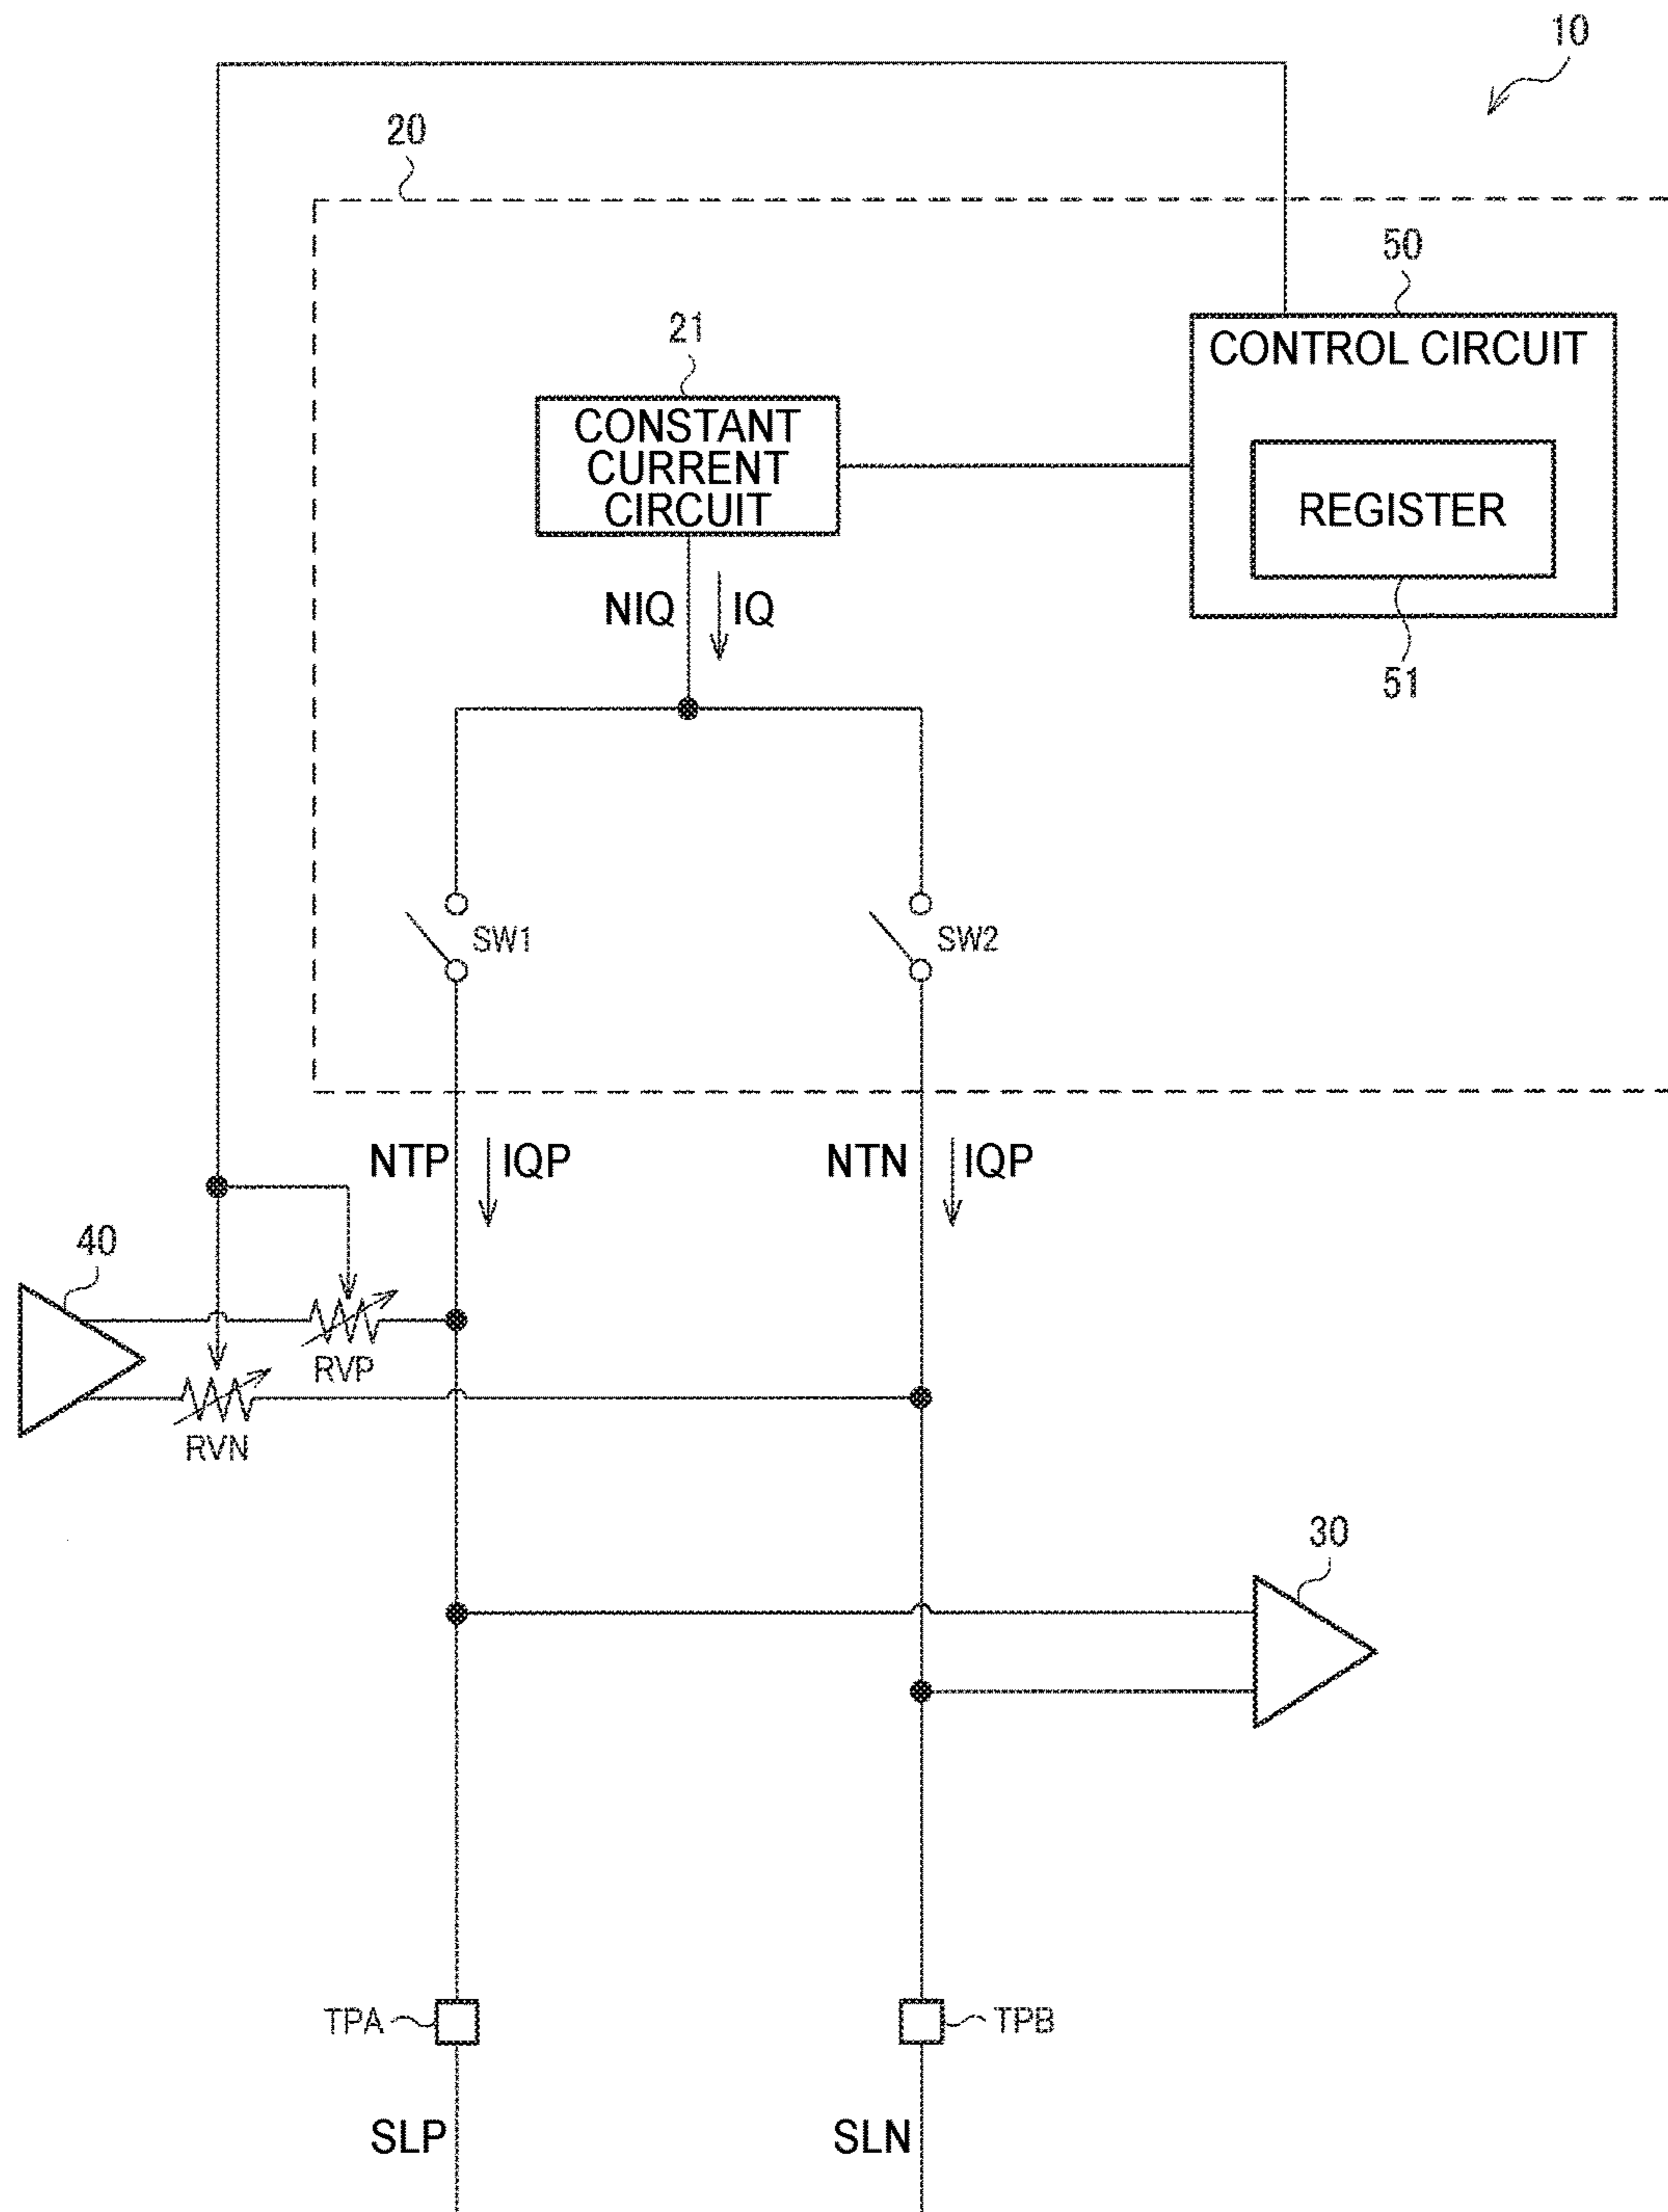 10
20
50
CONTROL CIRCUIT
21
CONSTANT
CURRENT
CIRCUIT
REGISTER
NIQ
IQ
51
SW1
SW2
NTP
IQP
NTN
IQP
40
RVP
RVN
30
TPA
TPB
SLP
SLN